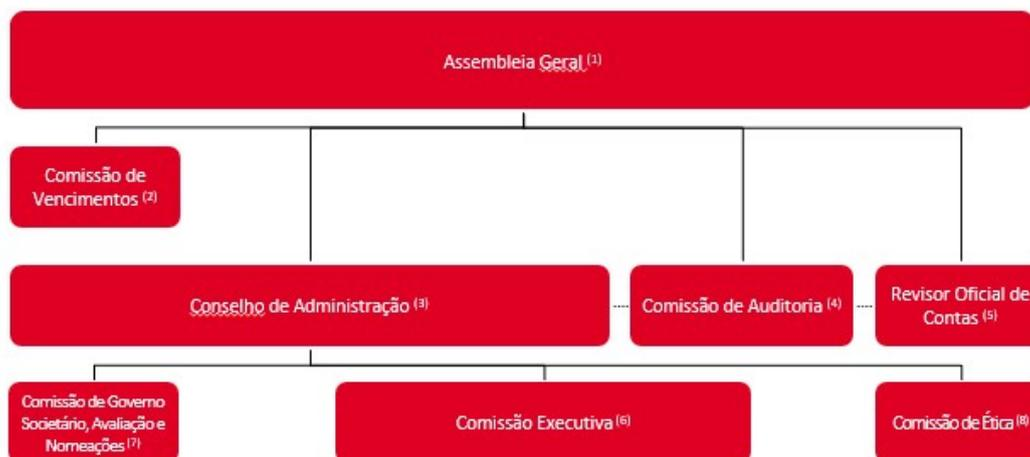 Assembleia Geral (1)
Comissão de
Vencimentos (2)
Conselho de Administração (3)
Comissão de Auditoria (4)
Revisor Oficial de
Contas (5)
Comissão de Governo
Societário, Avaliação e
Nomeações (7)
Comissão Executiva (6)
Comissão de Ética (8)